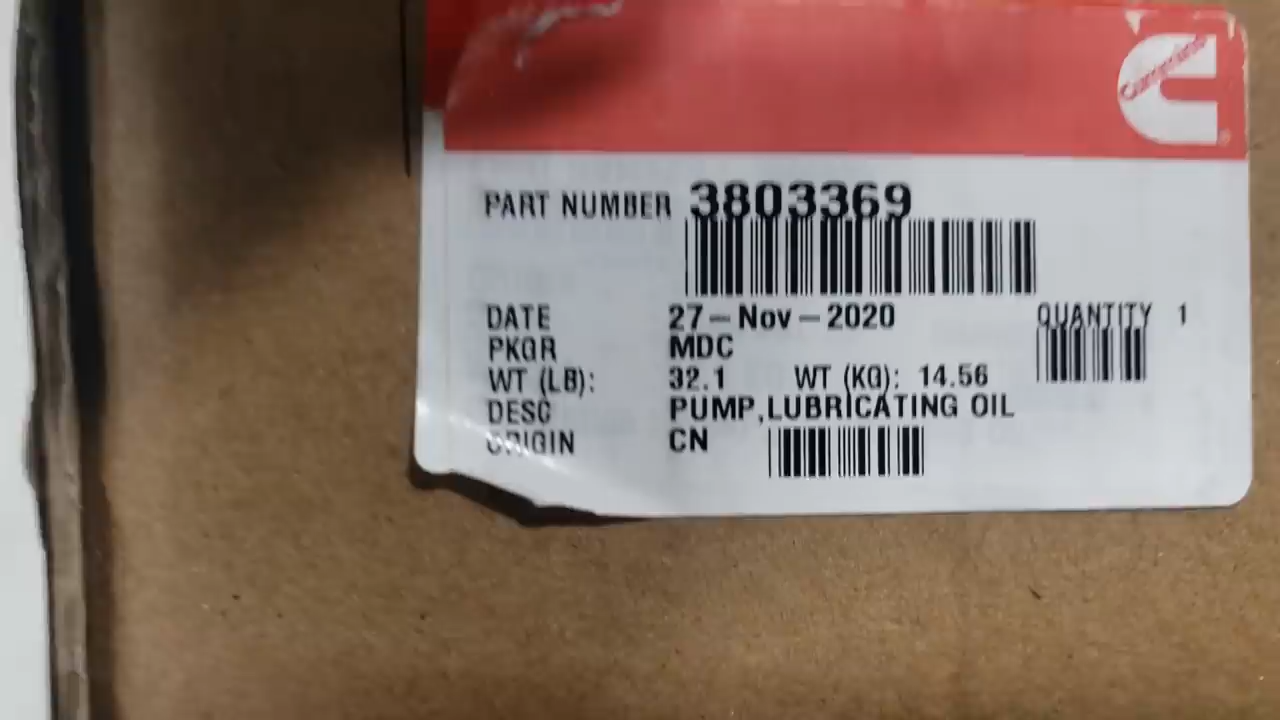 Cummins
PART NUMBER 3803369
DATE 27-Nov-2020 QUANTITY 1
PKGR MDC
WT (LB): 32.1 WT (KG): 14.56
DESC PUMP,LUBRICATING OIL
ORIGIN CN